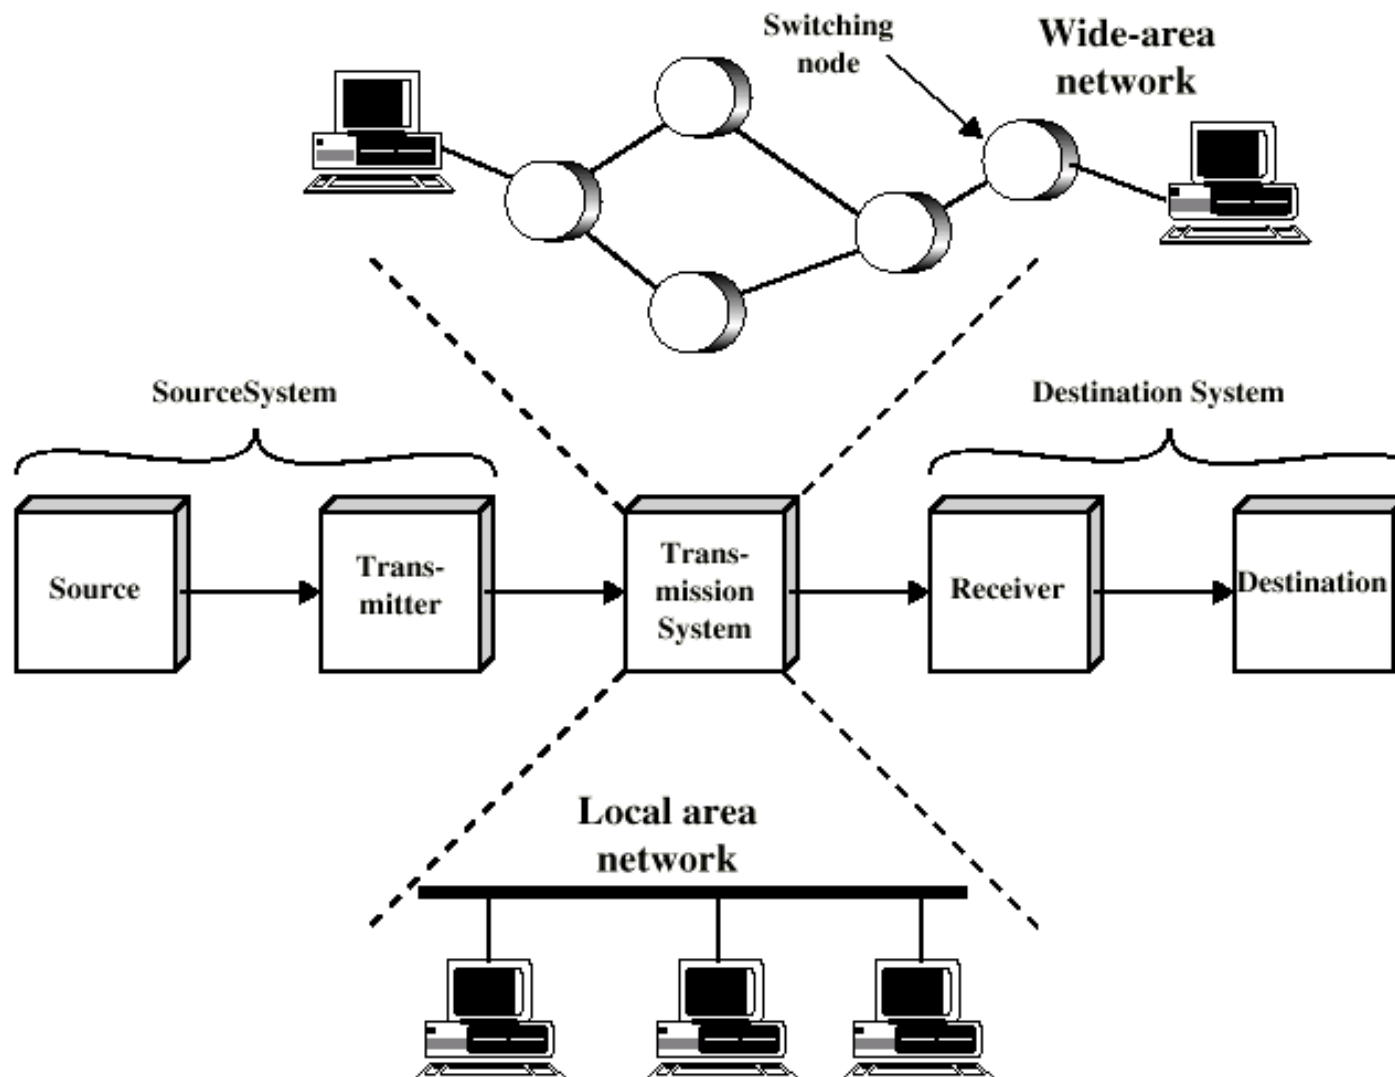 Switching
node
Wide-area
network
SourceSystem
Destination System
Source
Trans-
mitter
Trans-
mission
System
Receiver
Destination
Local area
network